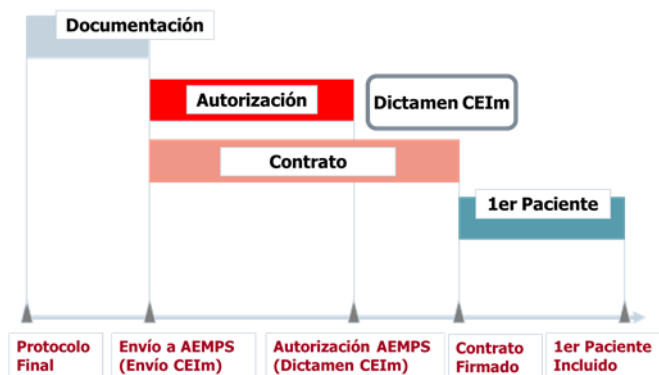 Documentación
Autorización
Dictamen CEIm
Contrato
1er Paciente
Protocolo
Final
Envío a AEMPS
(Envío CEIm)
Autorización AEMPS
(Dictamen CEIm)
Contrato
Firmado
1er Paciente
Incluido